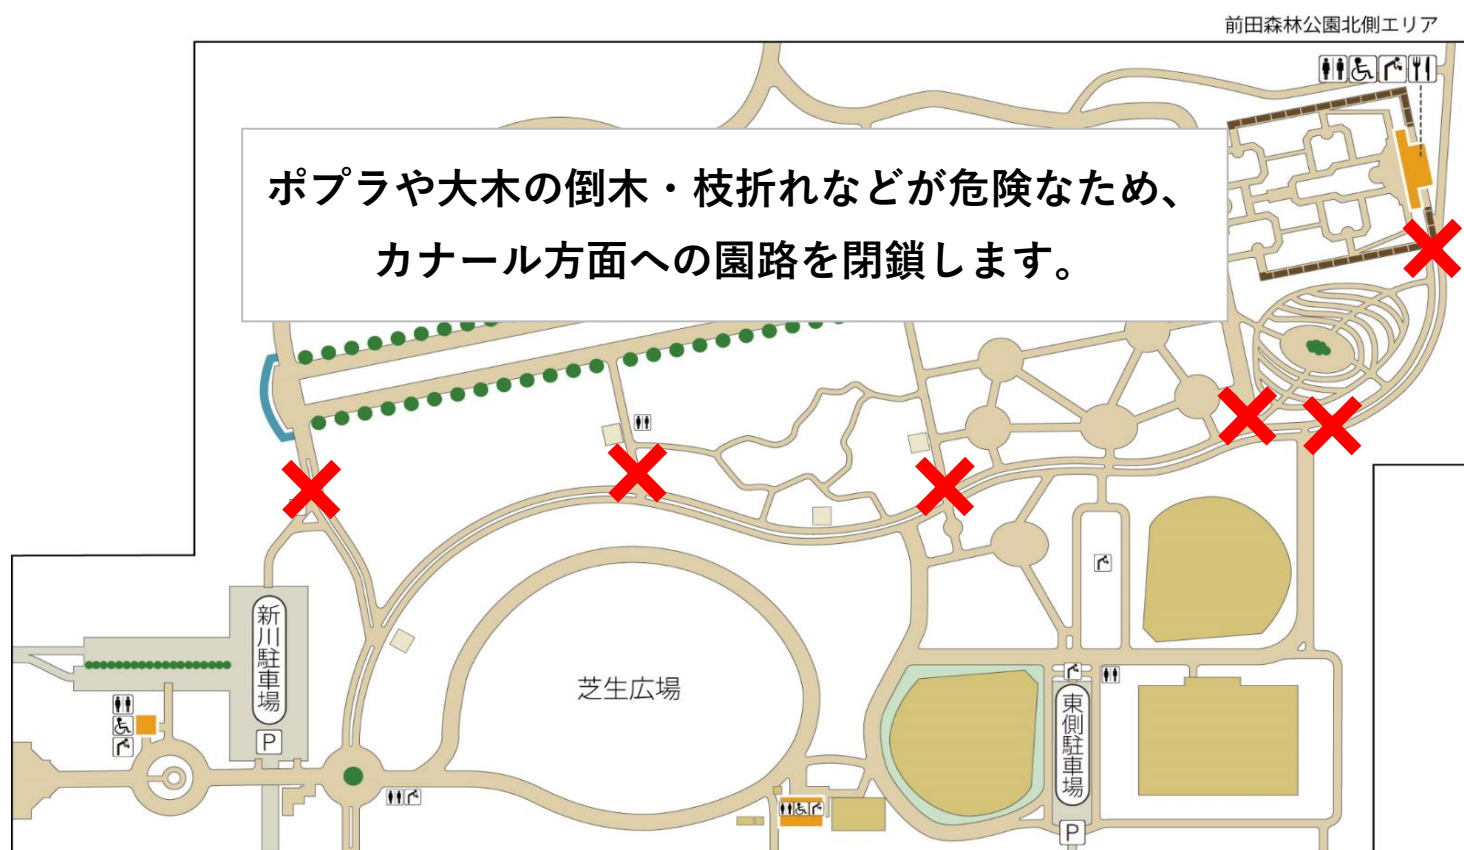 前田森林公園北側エリア
ポプラや大木の倒木・枝折れなどが危険なため、
カナール方面への園路を閉鎖します。
新川駐車場
P
芝生広場
東側駐車場
P